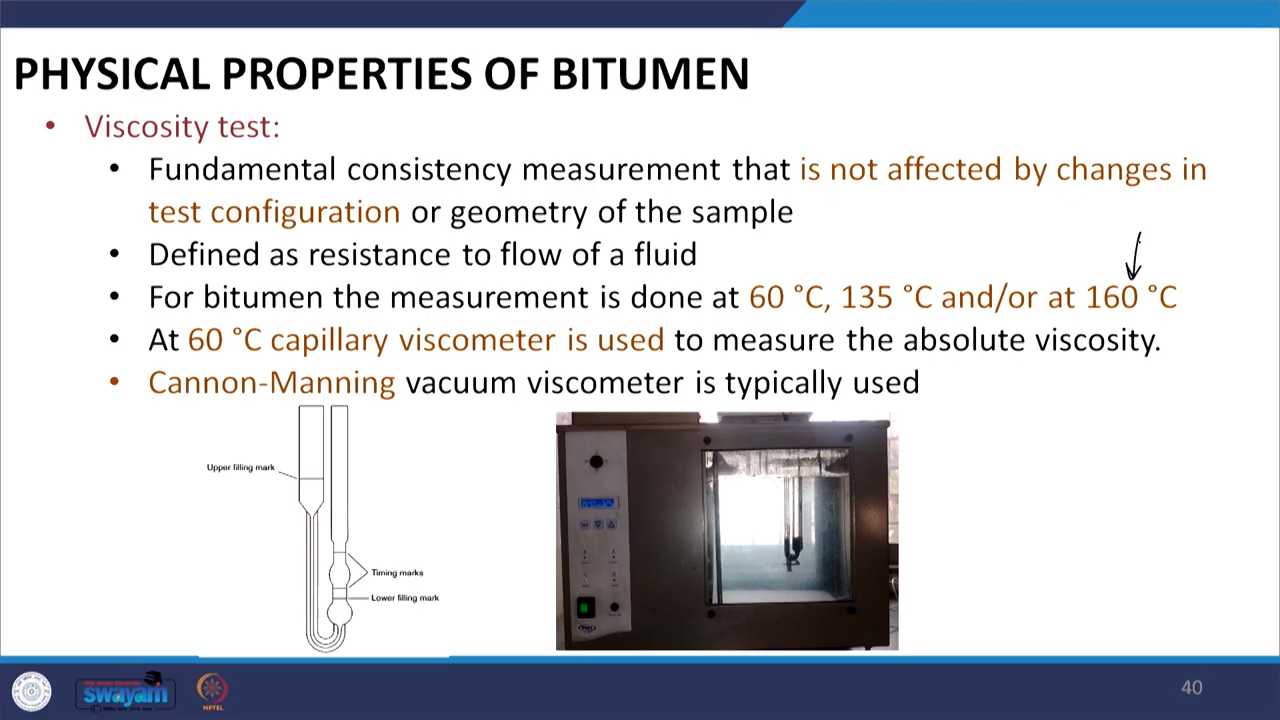 PHYSICAL PROPERTIES OF BITUMEN
• Viscosity test:
• Fundamental consistency measurement that is not affected by changes in
test configuration or geometry of the sample
• Defined as resistance to flow of a fluid
• For bitumen the measurement is done at 60 °C, 135 °C and/or at 160 °C
• At 60 °C capillary viscometer is used to measure the absolute viscosity.
• Cannon-Manning vacuum viscometer is typically used
Upper filling mark
Timing marks
Lower filling mark
swayam
NPTEL
40